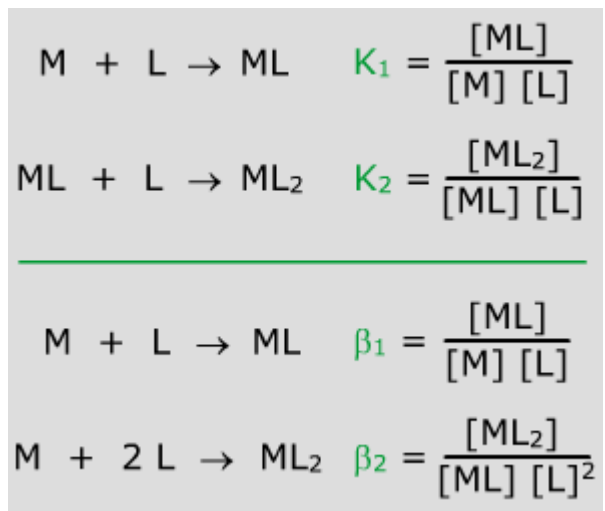 M + L → ML K₁ = [ML] / [M] [L]
ML + L → ML₂ K₂ = [ML₂] / [ML] [L]
M + L → ML β₁ = [ML] / [M] [L]
M + 2 L → ML₂ β₂ = [ML₂] / [ML] [L]²